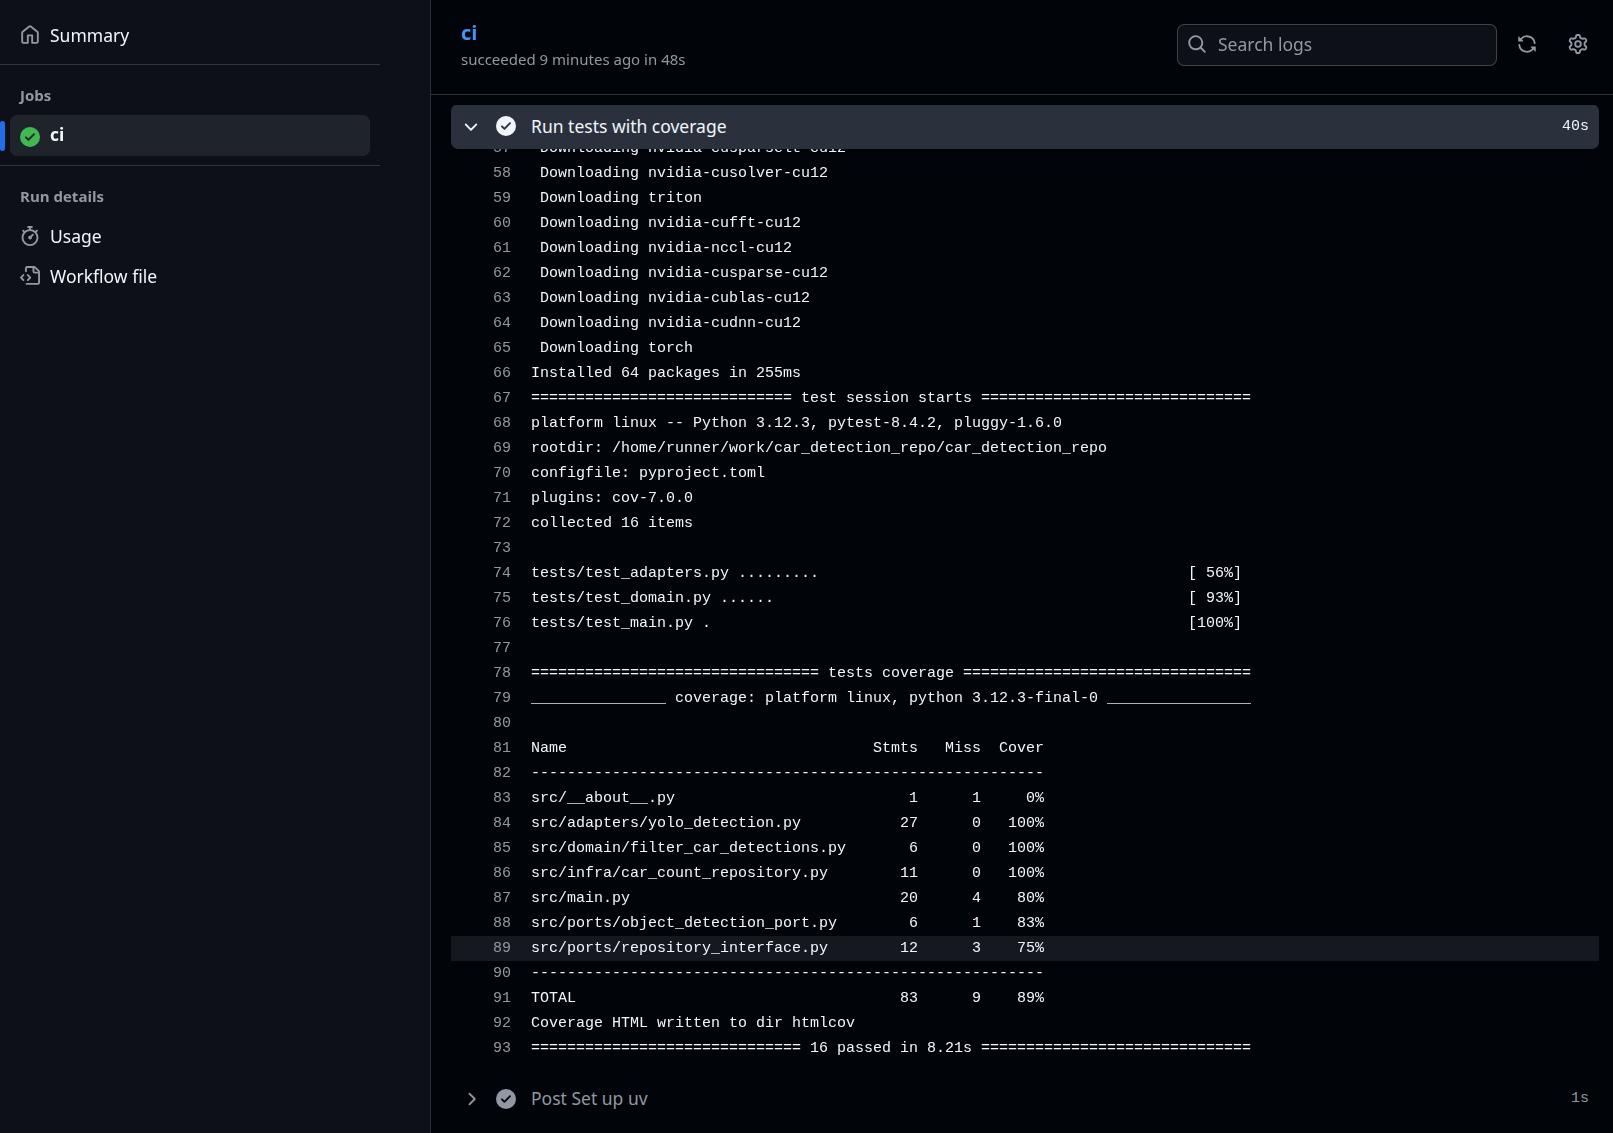 Summary
Jobs
ci
Run details
Usage
Workflow file
ci
succeeded 9 minutes ago in 48s
Search logs
Run tests with coverage 40s
57 Downloading nvidia-cusparselt-cu12
58 Downloading nvidia-cusolver-cu12
59 Downloading triton
60 Downloading nvidia-cufft-cu12
61 Downloading nvidia-nccl-cu12
62 Downloading nvidia-cusparse-cu12
63 Downloading nvidia-cublas-cu12
64 Downloading nvidia-cudnn-cu12
65 Downloading torch
66 Installed 64 packages in 255ms
67 ============================= test session starts ==============================
68 platform linux -- Python 3.12.3, pytest-8.4.2, pluggy-1.6.0
69 rootdir: /home/runner/work/car_detection_repo/car_detection_repo
70 configfile: pyproject.toml
71 plugins: cov-7.0.0
72 collected 16 items
73
74 tests/test_adapters.py ......... [ 56%]
75 tests/test_domain.py ...... [ 93%]
76 tests/test_main.py . [100%]
77
78 ================================ tests coverage ================================
79 _______________ coverage: platform linux, python 3.12.3-final-0 ________________
80
81 Name Stmts Miss Cover
82 ---------------------------------------------------------
83 src/__about__.py 1 1 0%
84 src/adapters/yolo_detection.py 27 0 100%
85 src/domain/filter_car_detections.py 6 0 100%
86 src/infra/car_count_repository.py 11 0 100%
87 src/main.py 20 4 80%
88 src/ports/object_detection_port.py 6 1 83%
89 src/ports/repository_interface.py 12 3 75%
90 ---------------------------------------------------------
91 TOTAL 83 9 89%
92 Coverage HTML written to dir htmlcov
93 ============================== 16 passed in 8.21s ==============================
Post Set up uv 1s